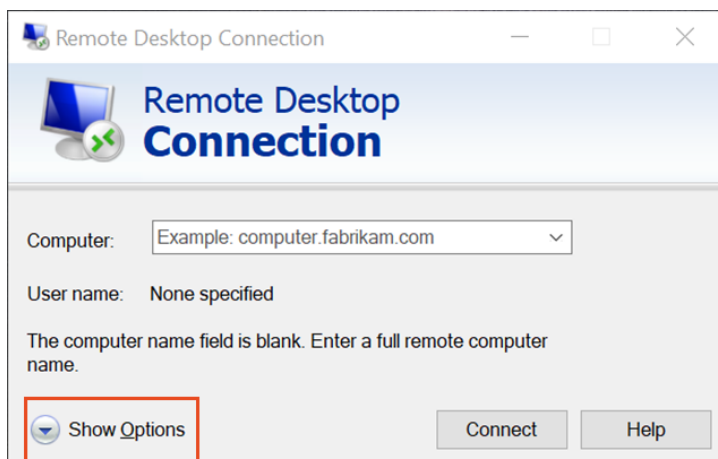 Remote Desktop Connection
Remote Desktop
Connection
Computer: Example: computer.fabrikam.com
User name: None specified
The computer name field is blank. Enter a full remote computer
name.
Show Options Connect Help